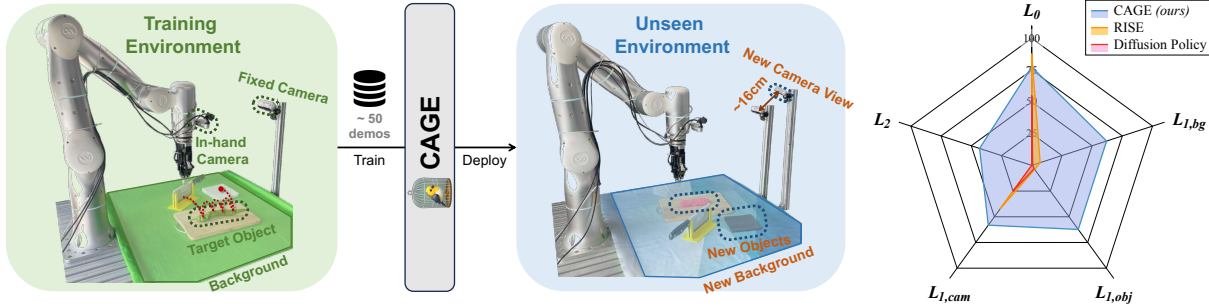 Training
Environment
Fixed Camera
In-hand
Camera
Target Object
Background
~ 50
demos
Train
CAGE
Deploy
Unseen
Environment
New Camera View
~16cm
New Objects
New Background
CAGE (ours)
RISE
Diffusion Policy
L0
100
75
50
25
L2
L1,bg
L1,cam
L1,obj